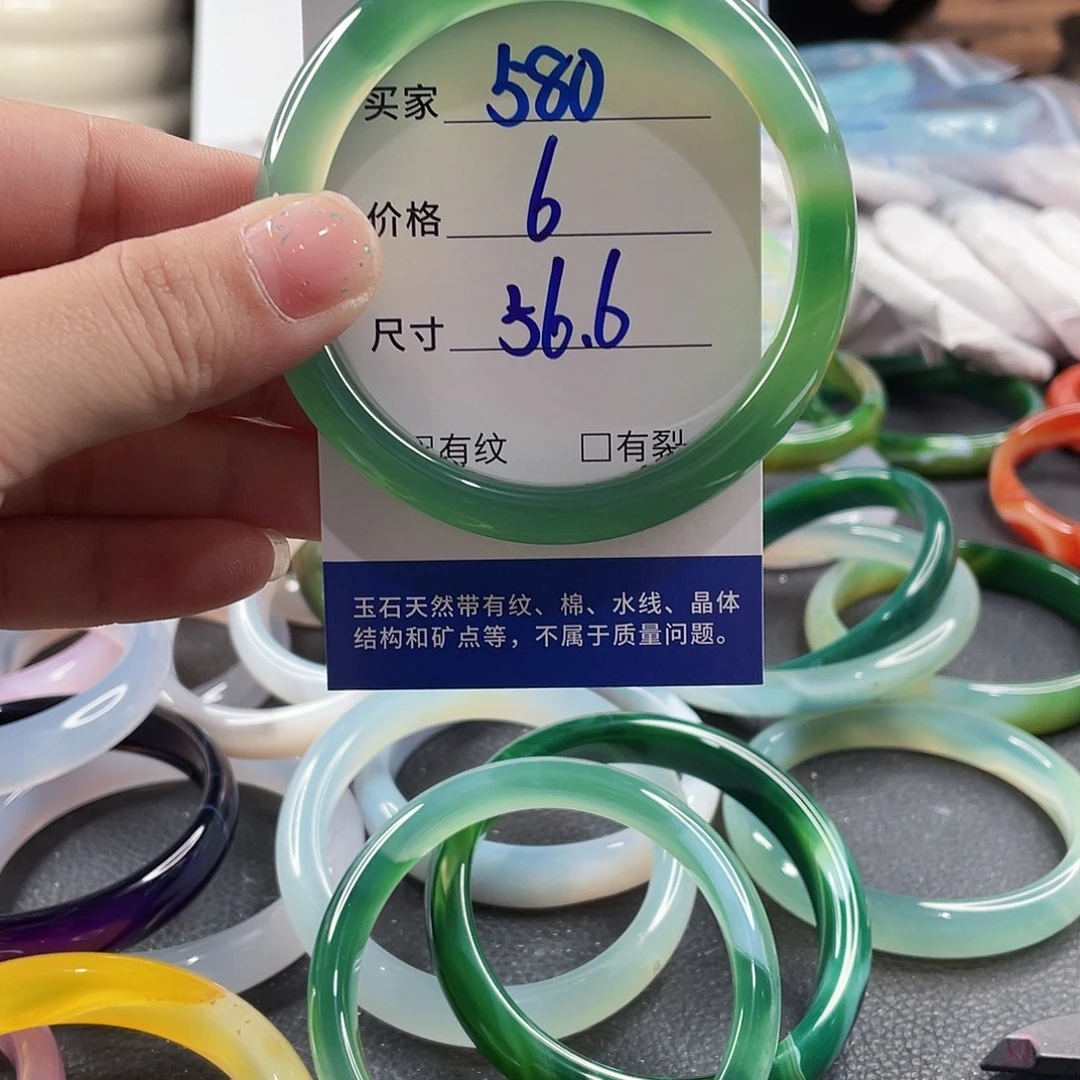 买家 580
价格 6
尺寸 56.6
有纹 □有裂
玉石天然带有纹、棉、水线、晶体
结构和矿点等，不属于质量问题。